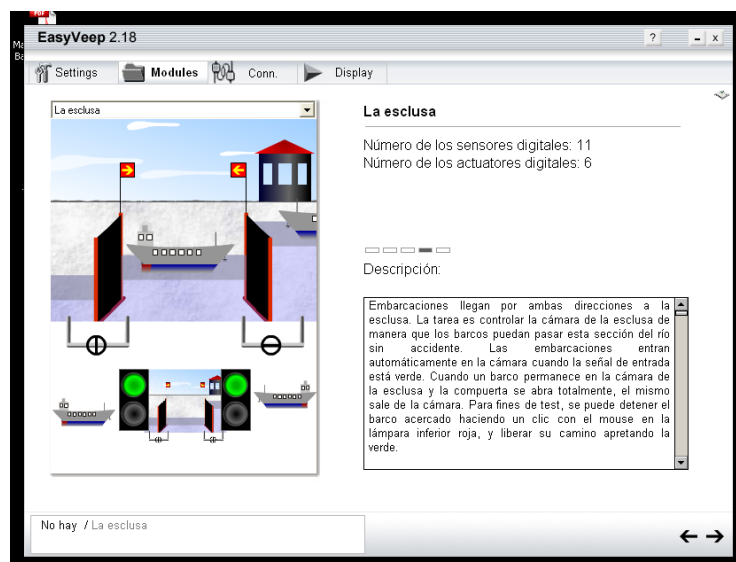 PDF
Ma
Ba
EasyVeep 2.18
?
- x
Settings
Modules
Conn.
Display
La esclusa
La esclusa
Número de los sensores digitales: 11
Número de los actuatores digitales: 6
Descripción:
Embarcaciones llegan por ambas direcciones a la
esclusa. La tarea es controlar la cámara de la esclusa de
manera que los barcos puedan pasar esta sección del río
sin accidente. Las embarcaciones entran
automáticamente en la cámara cuando la señal de entrada
está verde. Cuando un barco permanece en la cámara de
la esclusa y la compuerta se abra totalmente, el mismo
sale de la cámara. Para fines de test, se puede detener el
barco acercado haciendo un clic con el mouse en la
lámpara inferior roja, y liberar su camino apretando la
verde.
No hay / La esclusa